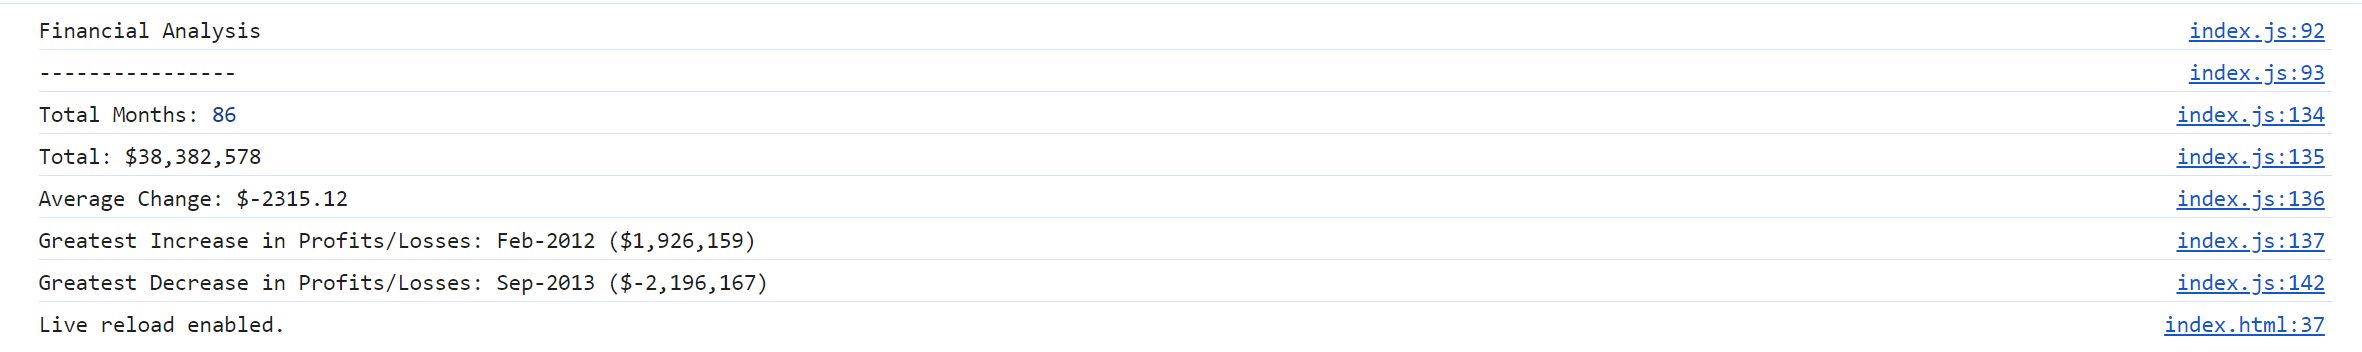 Financial Analysis index.js:92
---------------- index.js:93
Total Months: 86 index.js:134
Total: $38,382,578 index.js:135
Average Change: $-2315.12 index.js:136
Greatest Increase in Profits/Losses: Feb-2012 ($1,926,159) index.js:137
Greatest Decrease in Profits/Losses: Sep-2013 ($-2,196,167) index.js:142
Live reload enabled. index.html:37